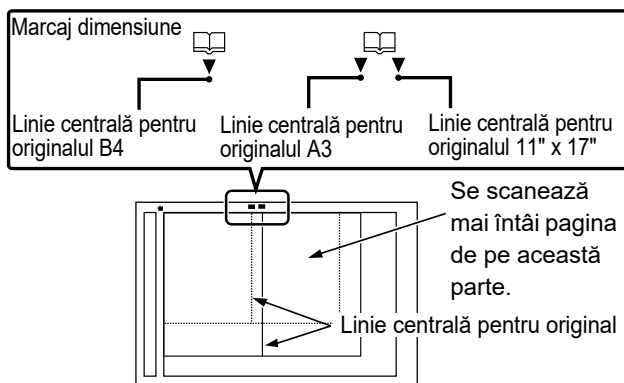 Marcaj dimensiune
Linie centrală pentru
originalul B4
Linie centrală pentru
originalul A3
Linie centrală pentru
originalul 11" x 17"
Se scanează
mai întâi pagina
de pe această
parte.
Linie centrală pentru original